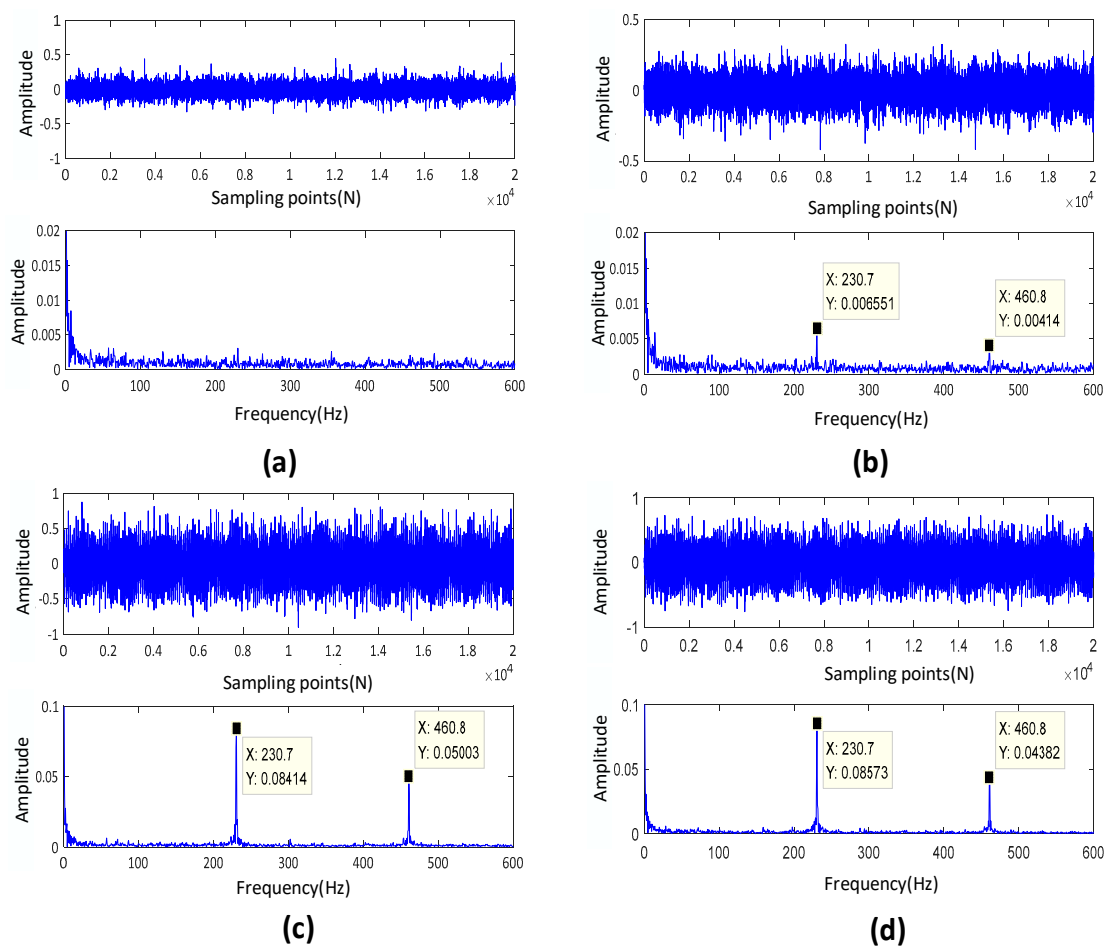 1
0.5
0
-0.5
-1
Amplitude
0 0.2 0.4 0.6 0.8 1 1.2 1.4 1.6 1.8 2
Sampling points(N)
×10⁴
0.02
0.015
0.01
0.005
0
Amplitude
0 100 200 300 400 500 600
Frequency(Hz)
(a)
0.5
0
-0.5
Amplitude
0 0.2 0.4 0.6 0.8 1 1.2 1.4 1.6 1.8 2
Sampling points(N)
×10⁴
0.02
0.015
0.01
0.005
0
Amplitude
X: 230.7
Y: 0.006551
X: 460.8
Y: 0.00414
0 100 200 300 400 500 600
Frequency(Hz)
(b)
1
0.5
0
-0.5
-1
Amplitude
0 0.2 0.4 0.6 0.8 1 1.2 1.4 1.6 1.8 2
Sampling points(N)
×10⁴
0.1
0.05
0
Amplitude
X: 230.7
Y: 0.08414
X: 460.8
Y: 0.05003
0 100 200 300 400 500 600
Frequency(Hz)
(c)
1
0
-1
Amplitude
0 0.2 0.4 0.6 0.8 1 1.2 1.4 1.6 1.8 2
Sampling points(N)
×10⁴
0.1
0.05
0
Amplitude
X: 230.7
Y: 0.08573
X: 460.8
Y: 0.04382
0 100 200 300 400 500 600
Frequency(Hz)
(d)